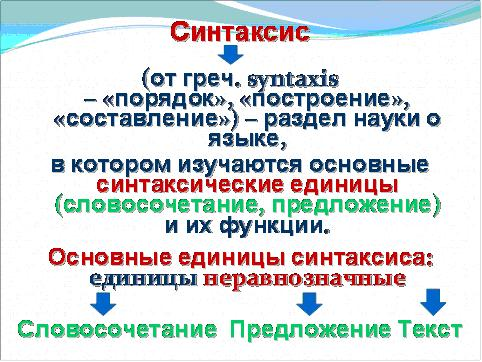 Синтаксис
(от греч. syntaxis
– «порядок», «построение»,
«составление») – раздел науки о
языке,
в котором изучаются основные
синтаксические единицы
(словосочетание, предложение)
и их функции.
Основные единицы синтаксиса:
единицы неравнозначные
Словосочетание Предложение Текст